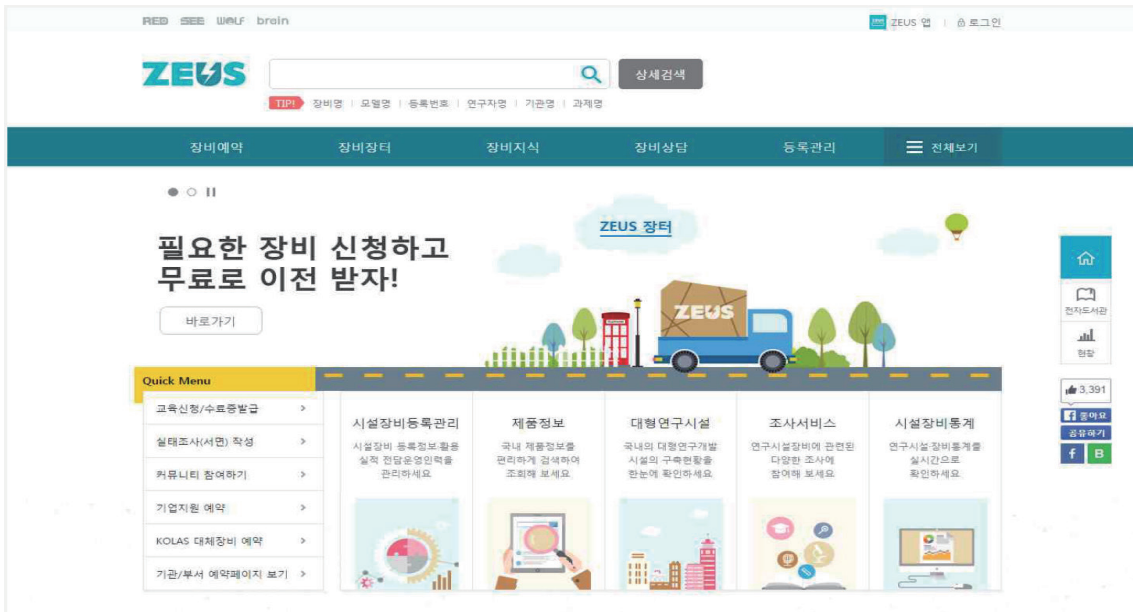 RED SEE WOLF brain
ZEUS 앱 | 로그인
ZEUS
상세검색
TIP! 장비명 | 모델명 | 등록번호 | 연구자명 | 기관명 | 과제명
장비예약 장비장터 장비지식 장비상담 등록관리 전체보기
ZEUS 장터
필요한 장비 신청하고
무료로 이전 받자!
바로가기
ZEUS
전자도서관
현황
3,391
좋아요
공유하기
f B
Quick Menu
교육신청/수료증발급 >
실태조사(서면) 작성 >
커뮤니티 참여하기 >
기업지원 예약 >
KOLAS 대체장비 예약 >
기관/부서 예약페이지 보기 >
시설장비등록관리
시설장비 등록정보 활용
실적 전담운영인력을
관리하세요
제품정보
국내 제품정보를
편리하게 검색하여
조회해 보세요
대형연구시설
국내의 대형연구개발
시설의 구축현황을
한눈에 확인하세요
조사서비스
연구시설장비에 관련된
다양한 조사에
참여해 보세요
시설장비통계
연구시설·장비통계를
실시간으로
확인하세요